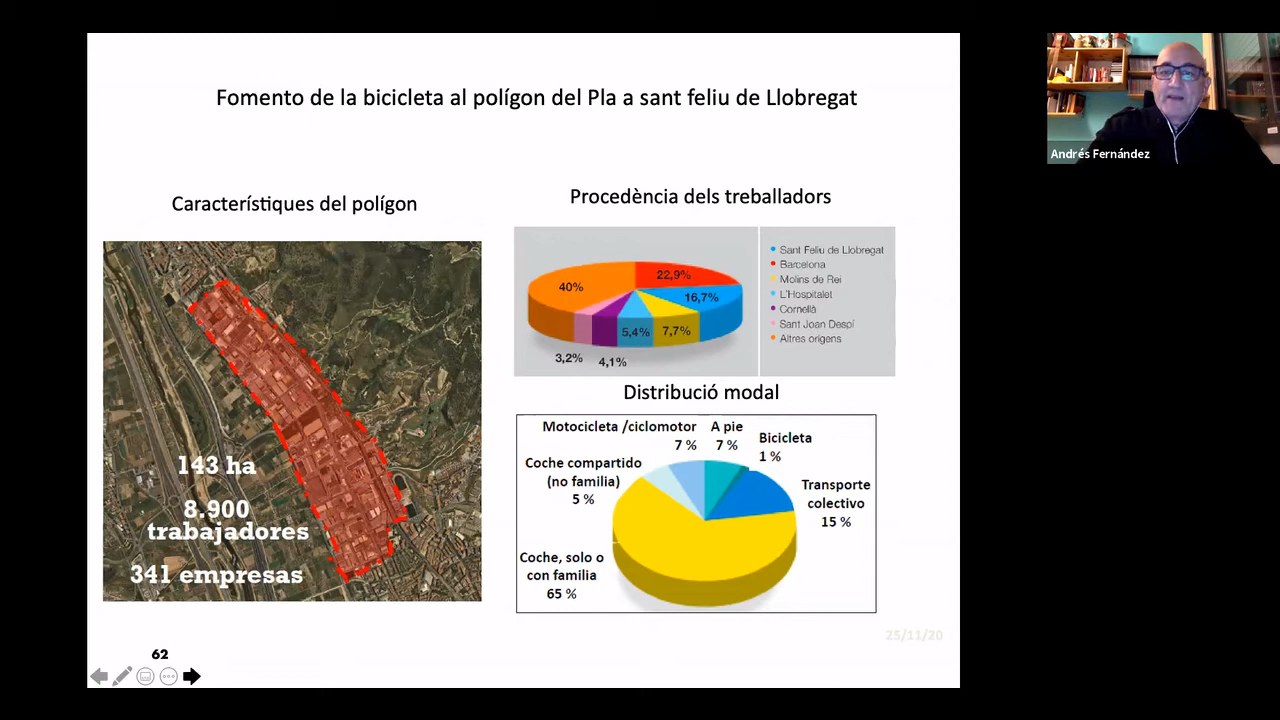 Fomento de la bicicleta al polígon del Pla a sant feliu de Llobregat
Característiques del polígon
143 ha
8.900
trabajadores
341 empresas
Procedència dels treballadors
22,9%
40%
16,7%
5,4%
7,7%
3,2%
4,1%
Sant Feliu de Llobregat
Barcelona
Molins de Rei
L'Hospitalet
Cornellà
Sant Joan Despí
Altres orígens
Distribució modal
Motocicleta /ciclomotor
7 %
A pie
7 %
Bicicleta
1 %
Coche compartido
(no familia)
5 %
Transporte
colectivo
15 %
Coche, solo o
con familia
65 %
25/11/20
62
Andrés Fernández